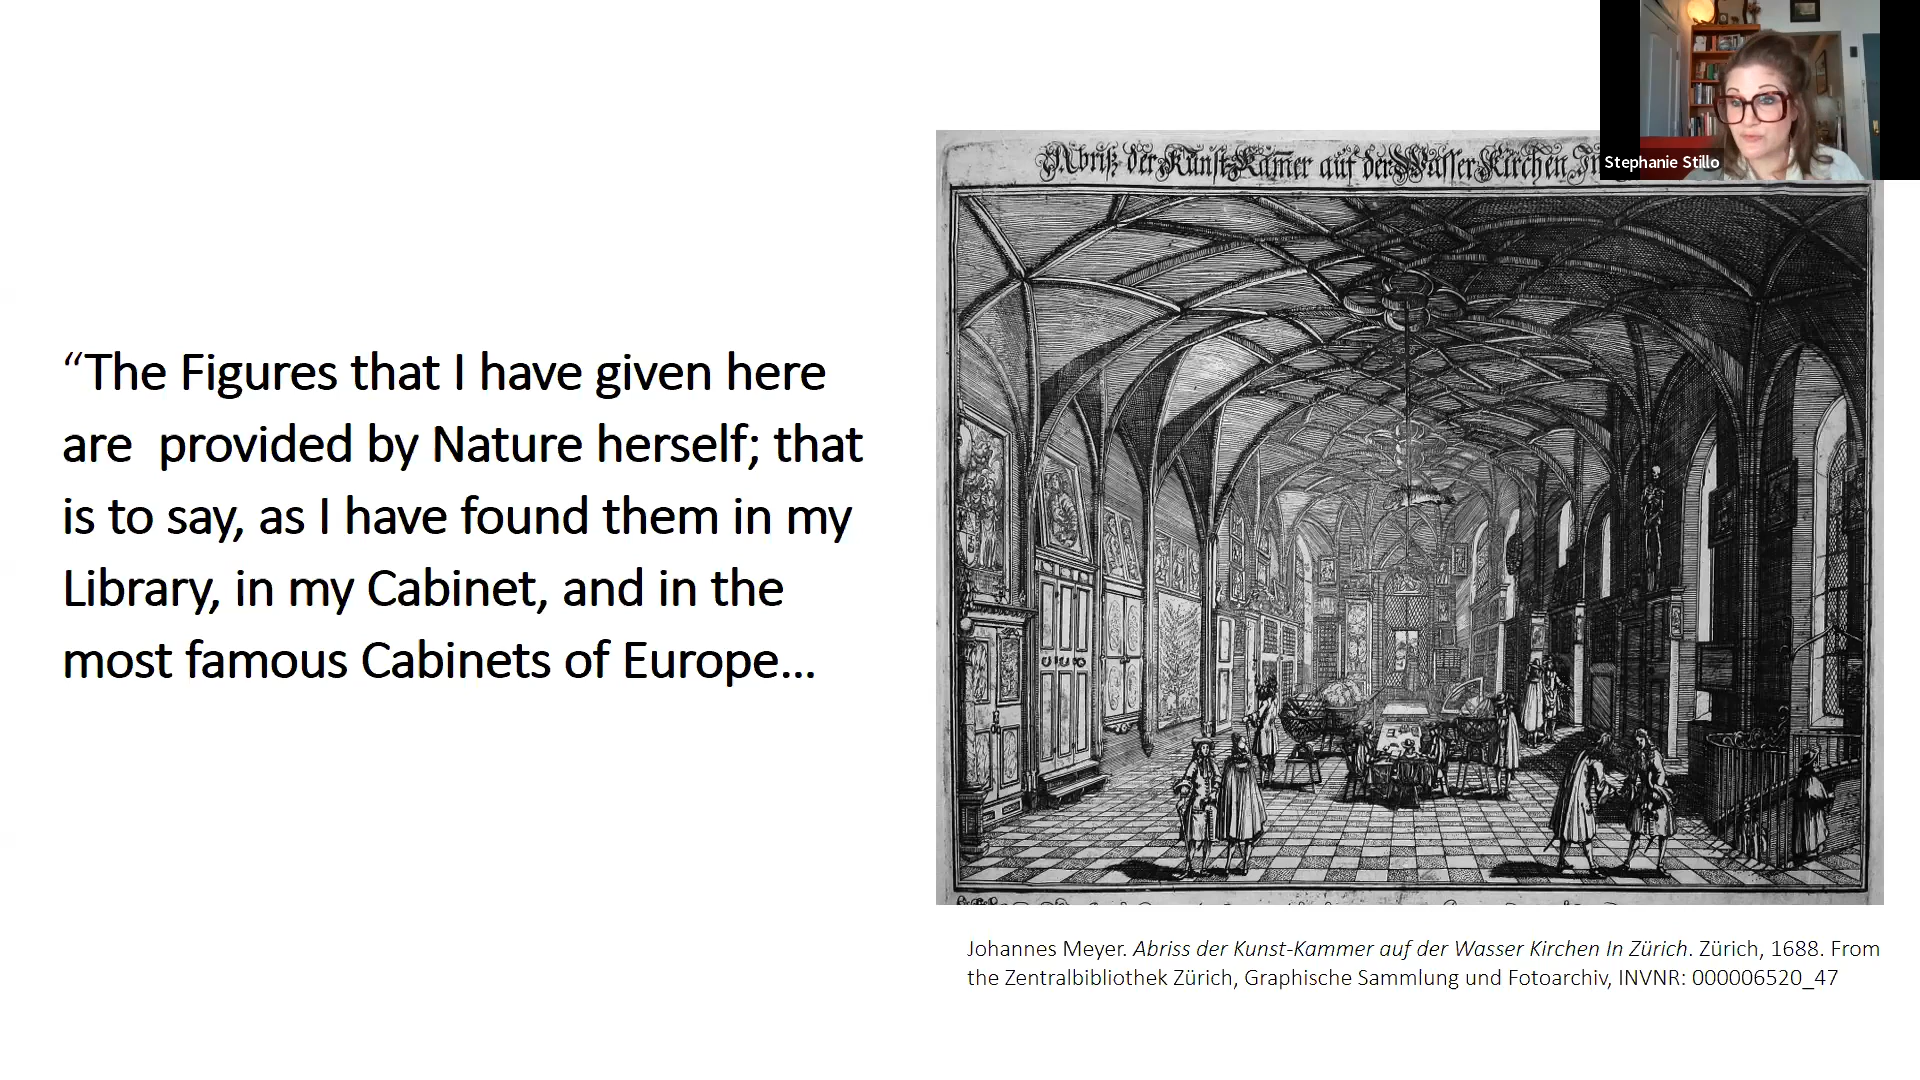 “The Figures that I have given here
are  provided by Nature herself; that
is to say, as I have found them in my
Library, in my Cabinet, and in the
most famous Cabinets of Europe...
Abriß der Kunst-Kam̅er auf der Wasser Kirchen In
Stephanie Stillo
Johannes Meyer. Abriss der Kunst-Kammer auf der Wasser Kirchen In Zürich. Zürich, 1688. From
the Zentralbibliothek Zürich, Graphische Sammlung und Fotoarchiv, INVNR: 000006520_47